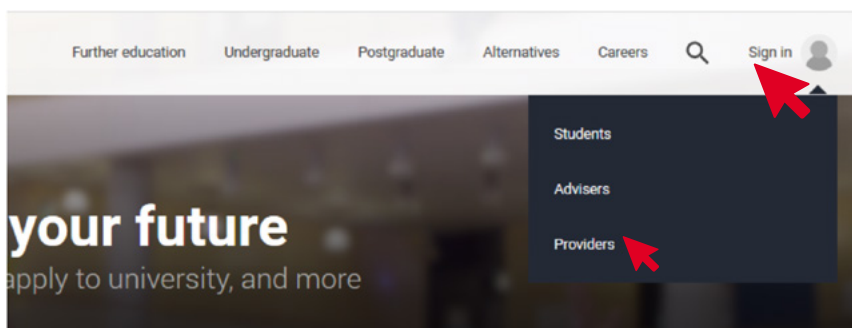 Further education Undergraduate Postgraduate Alternatives Careers Sign in
Students
Advisers
Providers
your future
apply to university, and more